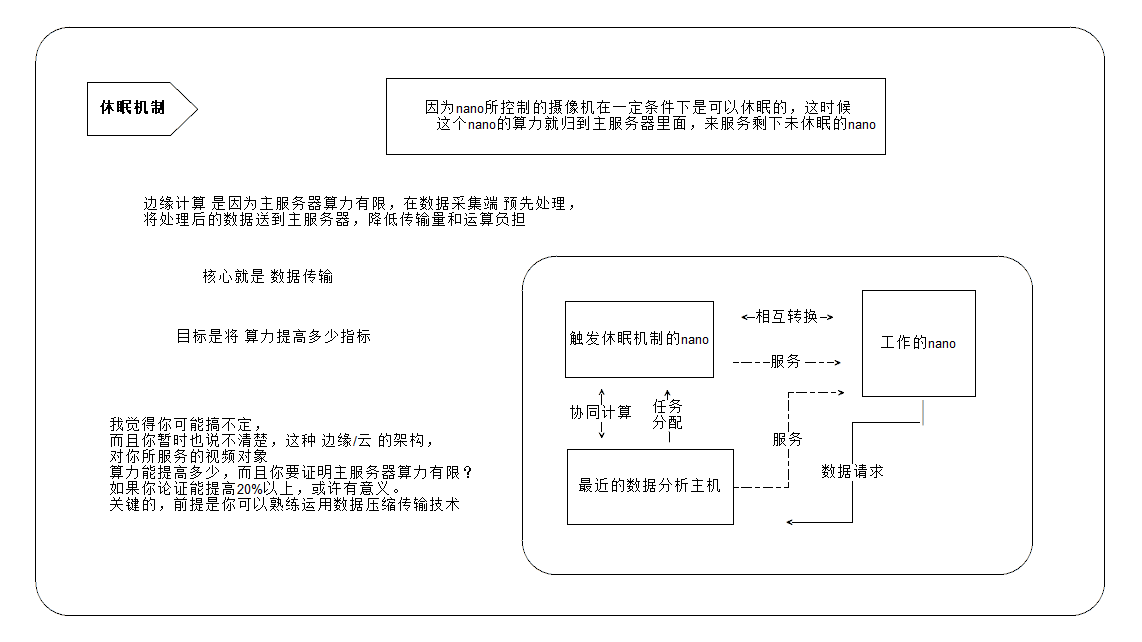 休眠机制
因为nano所控制的摄像机在一定条件下是可以休眠的，这时候
这个nano的算力就归到主服务器里面，来服务剩下未休眠的nano
边缘计算 是因为主服务器算力有限，在数据采集端 预先处理，
将处理后的数据送到主服务器，降低传输量和运算负担
核心就是 数据传输
目标是将 算力提高多少指标
我觉得你可能搞不定，
而且你暂时也说不清楚，这种 边缘/云 的架构，
对你所服务的视频对象
算力能提高多少，而且你要证明主服务器算力有限？
如果你论证能提高20%以上，或许有意义。
关键的，前提是你可以熟练运用数据压缩传输技术
触发休眠机制的nano
相互转换
服务
工作的nano
协同计算
任务
分配
服务
数据请求
最近的数据分析主机